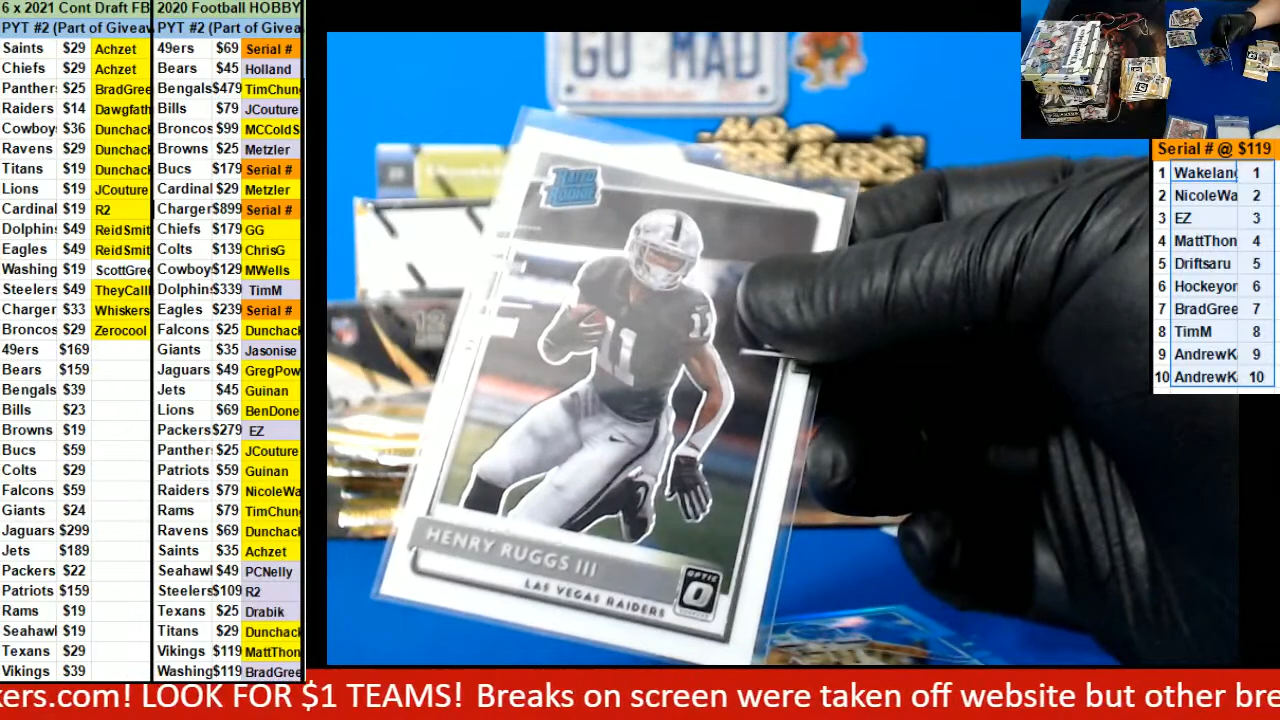 6 x 2021 Cont Draft FB
PYT #2 (Part of Giveav
Saints $29 Achzet
Chiefs $29 Achzet
Panther $25 BradGree
Raiders $14 Dawgfath
Cowboy $36 Dunchack
Ravens $29 Dunchack
Titans $19 Dunchack
Lions $19 JCouture
Cardinal $19 R2
Dolphin $49 ReidSmit
Eagles $49 ReidSmit
Washing $19 ScottGree
Steelers $49 TheyCalll
Charger $33 Whiskers
Broncos $29 Zerocool
49ers $169
Bears $159
Bengals $39
Bills $23
Browns $19
Bucs $59
Colts $29
Falcons $59
Giants $24
Jaguars $299
Jets $189
Packers $22
Patriots $159
Rams $19
Seahawl $19
Texans $29
Vikings $39
2020 Football HOBBY
PYT #2 (Part of Givea
49ers $69 Serial #
Bears $45 Holland
Bengals $479 TimChun
Bills $79 JCouture
Broncos $99 MCColdS
Browns $25 Metzler
Bucs $179 Serial #
Cardinal $29 Metzler
Charger $899 Serial #
Chiefs $179 GG
Colts $139 ChrisG
Cowboy $129 MWells
Dolphin $339 TimM
Eagles $239 Serial #
Falcons $25 Dunchack
Giants $35 Jasonise
Jaguars $49 GregPow
Jets $45 Guinan
Lions $69 BenDone
Packers $279 EZ
Panther $25 JCouture
Patriots $59 Guinan
Raiders $79 NicoleWa
Rams $79 TimChun
Ravens $69 Dunchack
Saints $35 Achzet
Seahawl $49 PCNelly
Steelers $109 R2
Texans $25 Drabik
Titans $29 Dunchack
Vikings $119 MattThon
Washing $119 BradGree
GO MAD
RATED
ROOKIE
11
11
HENRY RUGGS III
LAS VEGAS RAIDERS
OPTIC
Serial # @ $119
1 Wakelan 1
2 NicoleWa 2
3 EZ 3
4 MattThon 4
5 Driftsaru 5
6 Hockeyor 6
7 BradGree 7
8 TimM 8
9 AndrewK 9
10 AndrewK 10
kers.com! LOOK FOR $1 TEAMS! Breaks on screen were taken off website but other bre